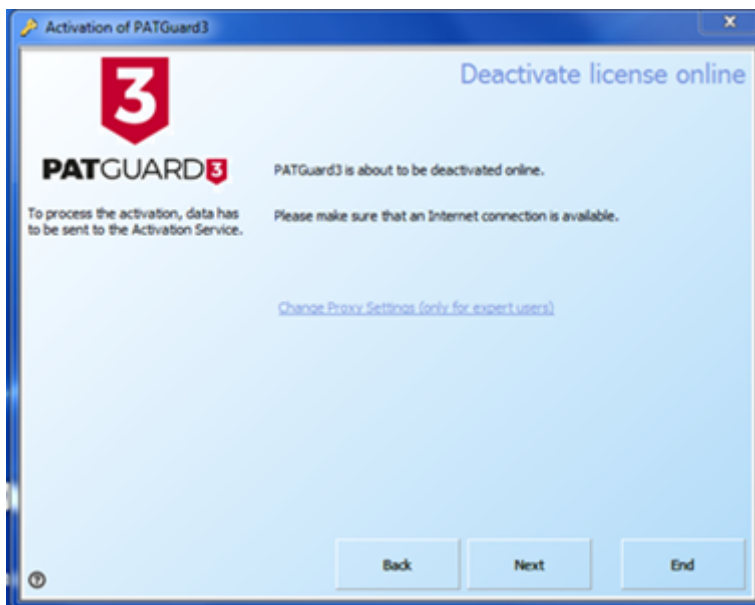 Activation of PATGuard3
Deactivate license online
3
PATGUARD3
PATGuard3 is about to be deactivated online.
To process the activation, data has
to be sent to the Activation Service.
Please make sure that an Internet connection is available.
Change Proxy Settings (only for expert users)
Back
Next
End